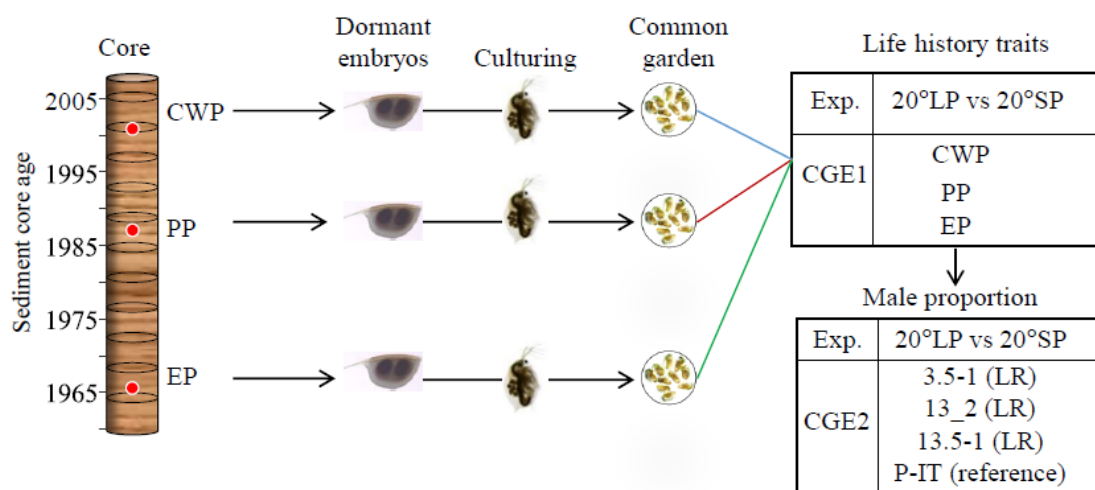 Core
Dormant
embryos
Culturing
Common
garden
Life history traits
Sediment core age
2005
1995
1985
1975
1965
CWP
PP
EP
Exp.
20°LP vs 20°SP
CGE1
CWP
PP
EP
Male proportion
Exp.
20°LP vs 20°SP
CGE2
3.5-1 (LR)
13_2 (LR)
13.5-1 (LR)
P-IT (reference)